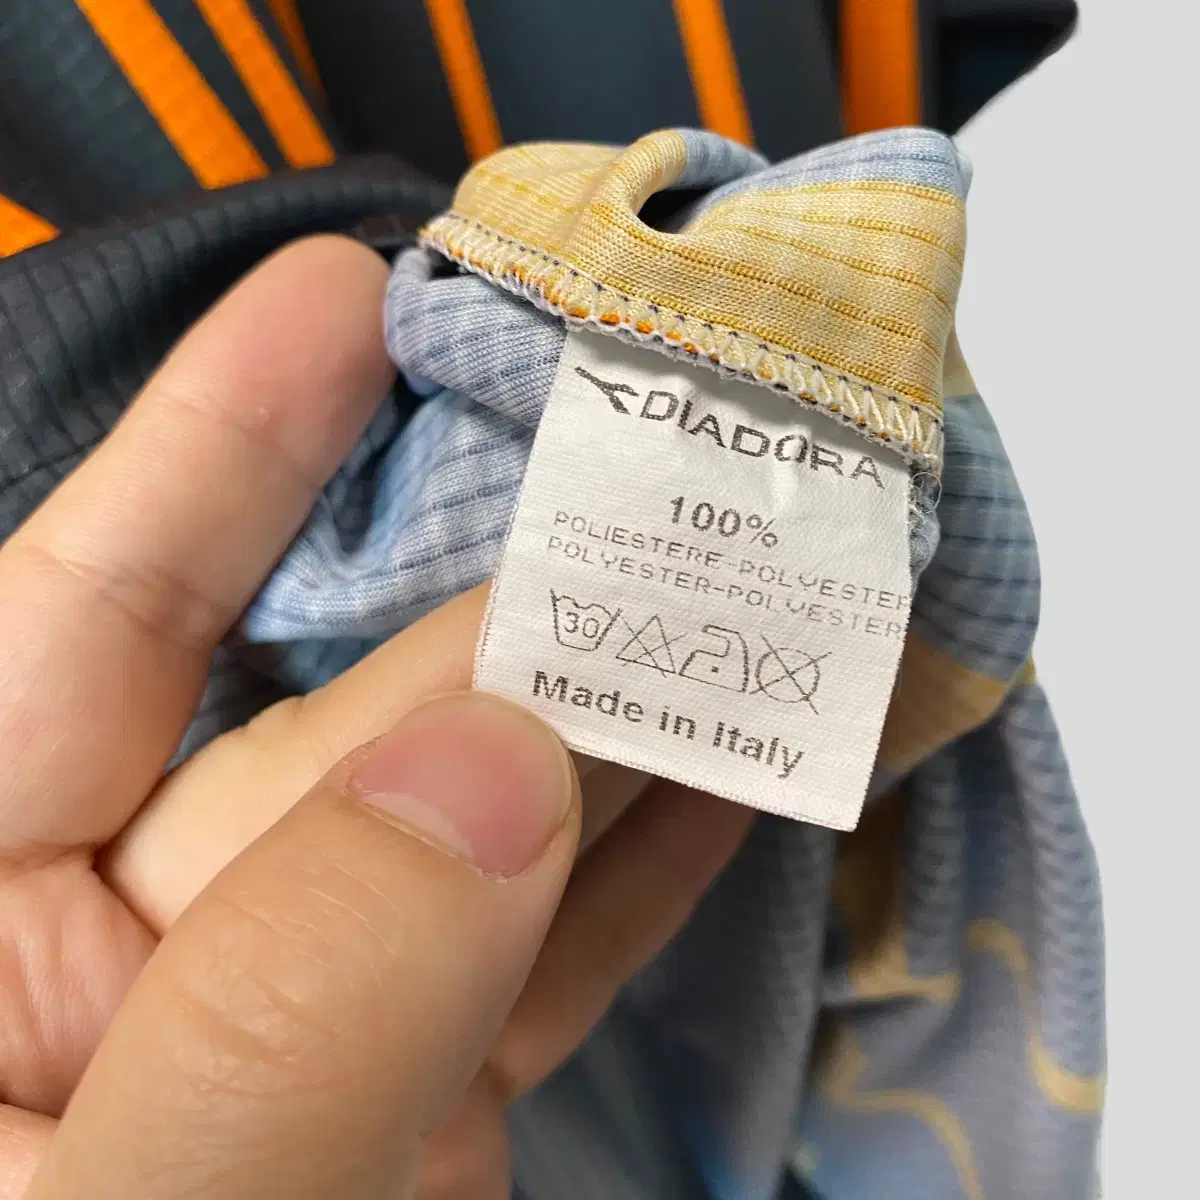 DIADORA
100%
POLIESTERE-POLYESTER
POLYESTER-POLYESTER
30
Made in Italy